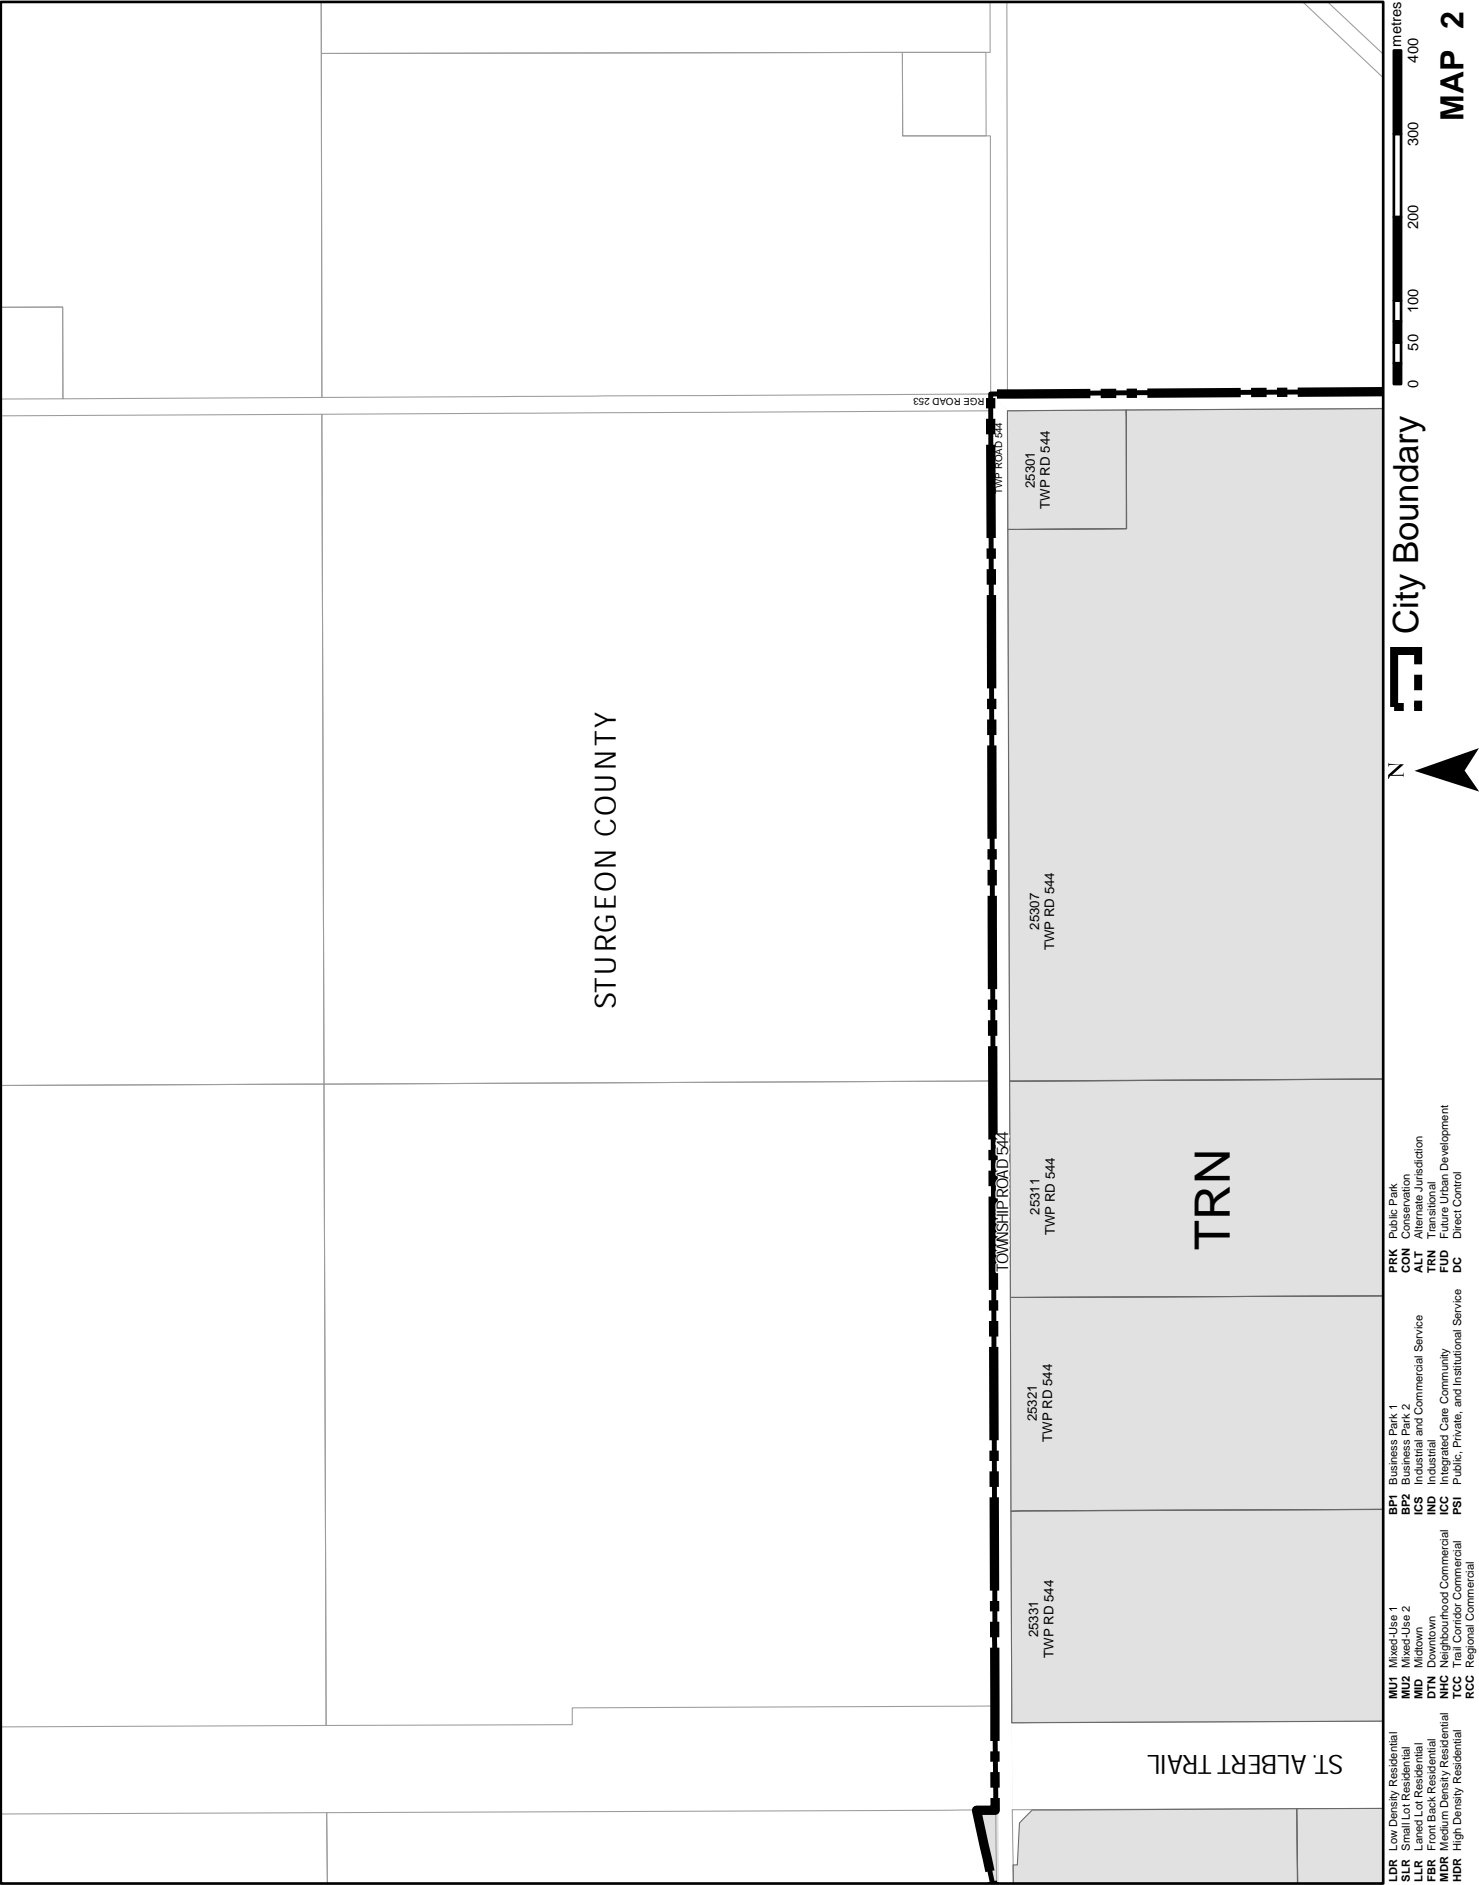 STURGEON COUNTY
RGE ROAD 253
TWP ROAD 544
TOWNSHIP ROAD 544
25331
TWP RD 544
25321
TWP RD 544
25311
TWP RD 544
25307
TWP RD 544
25301
TWP RD 544
TRN
ST. ALBERT TRAIL
LDR Low Density Residential
SLR Small Lot Residential
LLR Laned Lot Residential
FBR Front Back Residential
MDR Medium Density Residential
HDR High Density Residential
MU1 Mixed-Use 1
MU2 Mixed-Use 2
MID Midtown
DTN Downtown
NHC Neighbourhood Commercial
TCC Trail Corridor Commercial
RCC Regional Commercial
BP1 Business Park 1
BP2 Business Park 2
ICS Industrial and Commercial Service
IND Industrial
ICC Integrated Care Community
PSI Public, Private, and Institutional Service
PRK Public Park
CON Conservation
ALT Alternate Jurisdiction
TRN Transitional
FUD Future Urban Development
DC Direct Control
N
City Boundary
0 50 100 200 300 400
metres
MAP 2